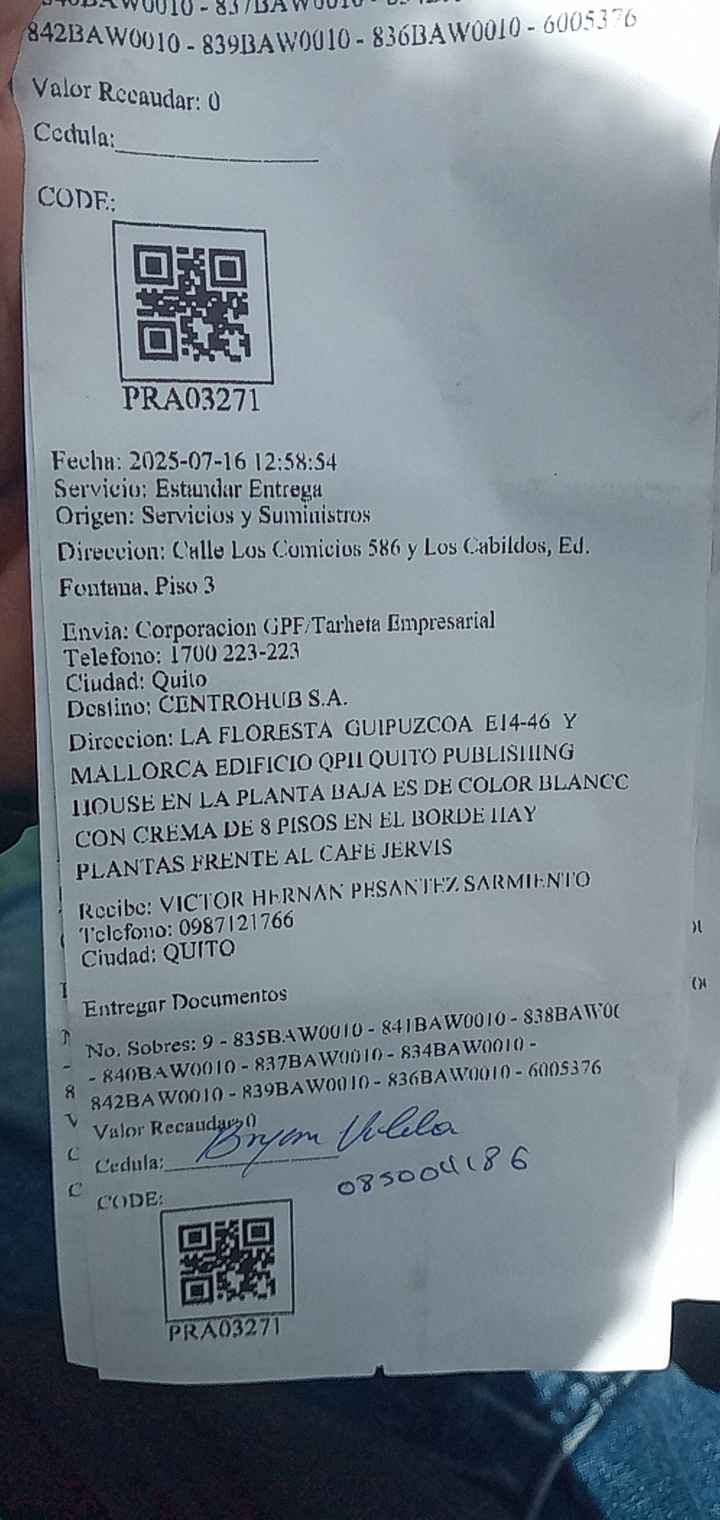 842BAW0010 - 839BAW0010 - 836BAW0010 - 6005376
Valor Recaudar: 0
Cedula:
CODE:
PRA03271
Fecha: 2025-07-16 12:58:54
Servicio: Estandar Entrega
Origen: Servicios y Suministros
Direccion: Calle Los Comicios 586 y Los Cabildos, Ed.
Fontana. Piso 3
Envia: Corporacion GPF/Tarheta Empresarial
Telefono: 1700 223-223
Ciudad: Quito
Destino: CENTROHUB S.A.
Direccion: LA FLORESTA GUIPUZCOA E14-46 Y
MALLORCA EDIFICIO QPH QUITO PUBLISHING
HOUSE EN LA PLANTA BAJA ES DE COLOR BLANCO
CON CREMA DE 8 PISOS EN EL BORDE HAY
PLANTAS FRENTE AL CAFE JERVIS
Recibe: VICTOR HERNAN PESANTEZ SARMIENTO
Telefono: 0987121766
Ciudad: QUITO
Entregar Documentos
No. Sobres: 9 - 835BAW0010 - 841BAW0010 - 838BAW00
- 840BAW0010 - 837BAW0010 - 834BAW0010 -
842BAW0010 - 839BAW0010 - 836BAW0010 - 6005376
Valor Recaudar: 0
Cedula: Bryam
085004186
CODE:
PRA03271